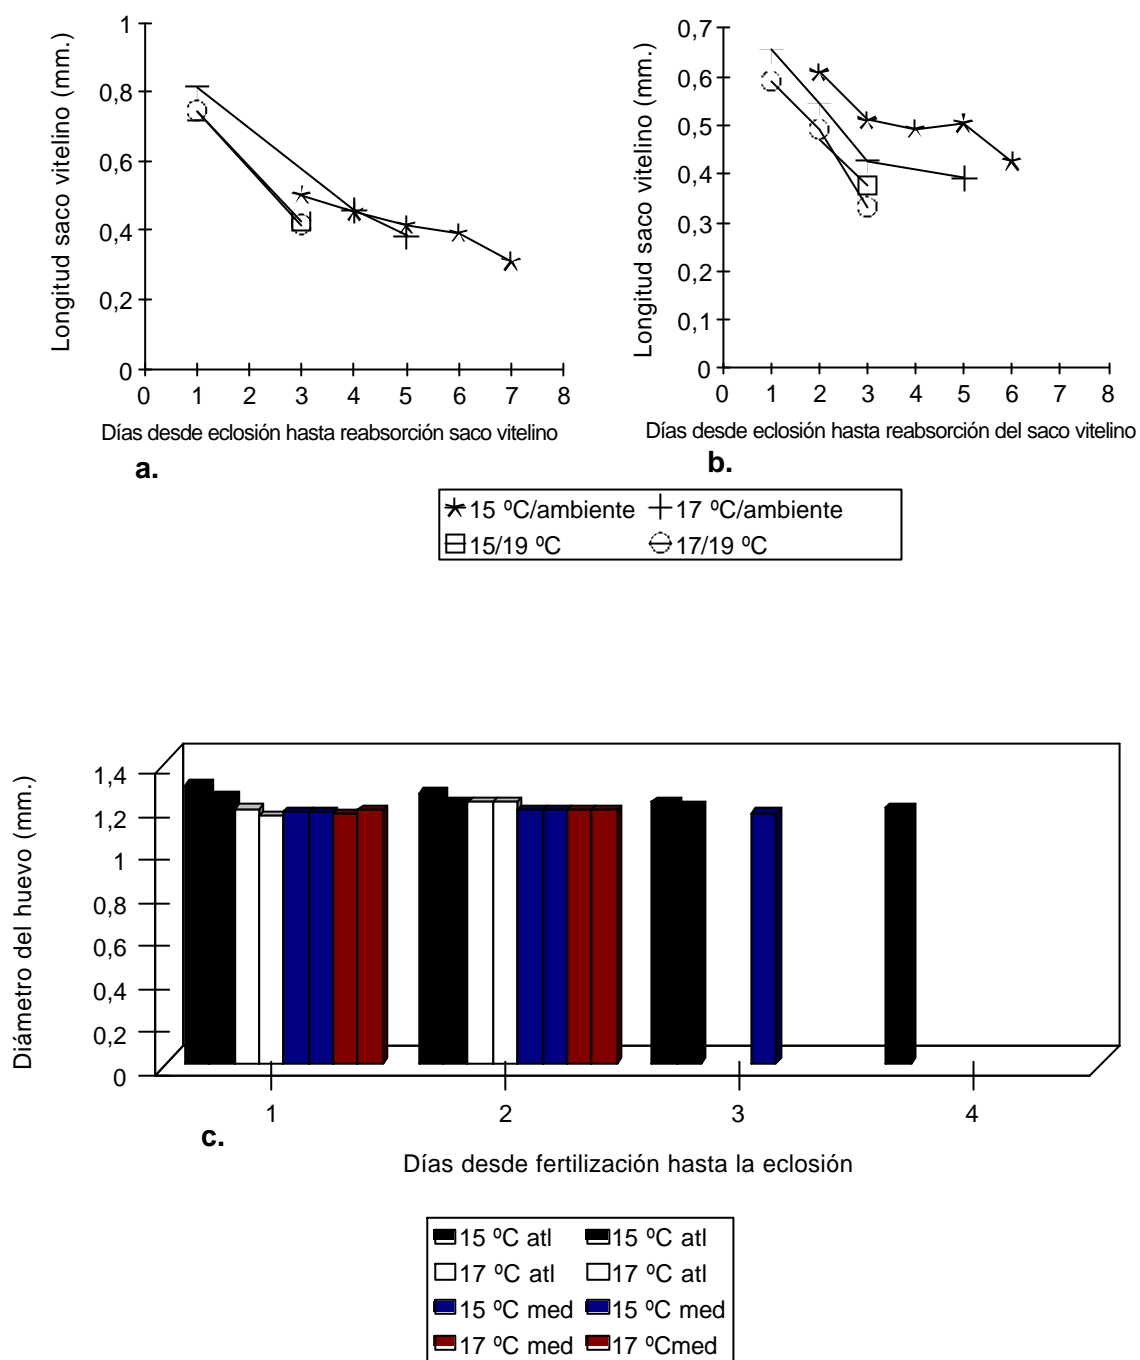 Longitud saco vitelino (mm.)
1
0,8
0,6
0,4
0,2
0
0 1 2 3 4 5 6 7 8
Días desde eclosión hasta reabsorción saco vitelino
a.
Longitud saco vitelino (mm.)
0,7
0,6
0,5
0,4
0,3
0,2
0,1
0
0 1 2 3 4 5 6 7 8
Días desde eclosión hasta reabsorción del saco vitelino
b.
15 ºC/ambiente 17 ºC/ambiente
15/19 ºC 17/19 ºC
Diámetro del huevo (mm.)
1,4
1,2
1
0,8
0,6
0,4
0,2
0
1 2 3 4
c.
Días desde fertilización hasta la eclosión
15 ºC atl 15 ºC atl
17 ºC atl 17 ºC atl
15 ºC med 15 ºC med
17 ºC med 17 ºCmed